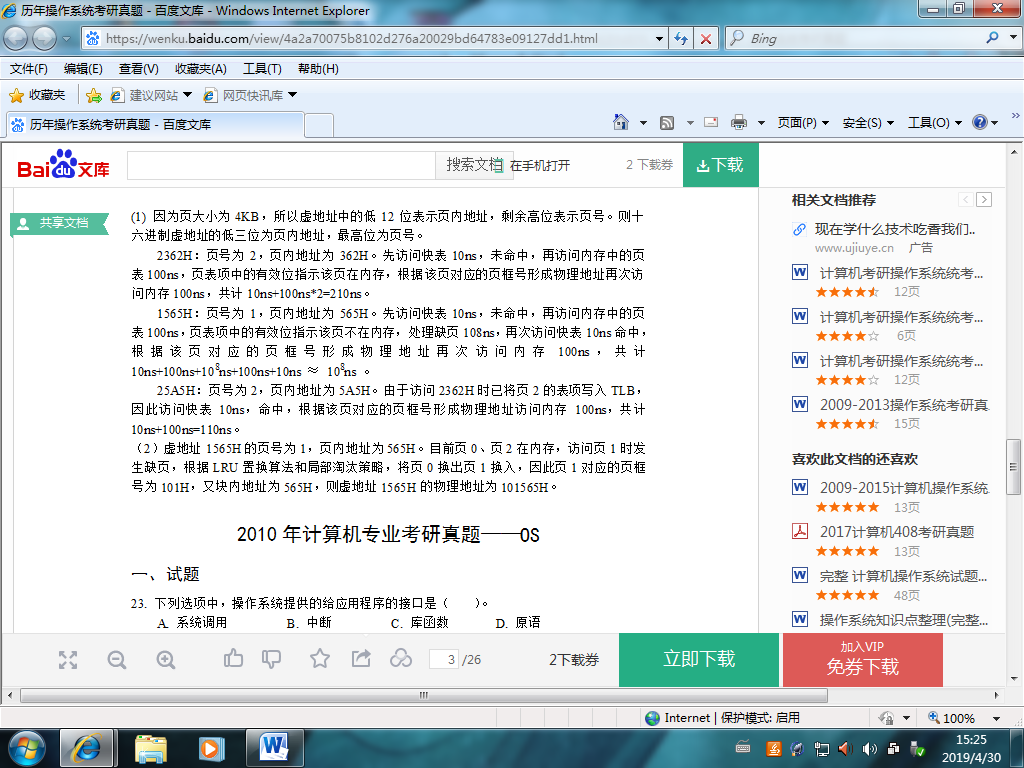 历年操作系统考研真题 - 百度文库 - Windows Internet Explorer
https://wenku.baidu.com/view/4a2a70075b8102d276a20029bd64783e09127dd1.html
Bing
文件(F) 编辑(E) 查看(V) 收藏夹(A) 工具(T) 帮助(H)
收藏夹 建议网站 网页快讯库
历年操作系统考研真题 - 百度文库
页面(P) 安全(S) 工具(O)
Bai du 文库
搜索文档 在手机打开 2 下载券 下载
共享文档
(1) 因为页大小为 4KB，所以虚地址中的低 12 位表示页内地址，剩余高位表示页号。则十
六进制虚地址的低三位为页内地址，最高位为页号。
2362H：页号为 2，页内地址为 362H。先访问快表 10ns，未命中，再访问内存中的页
表 100ns，页表项中的有效位指示该页在内存，根据该页对应的页框号形成物理地址再次访
问内存 100ns，共计 10ns+100ns*2=210ns。
1565H：页号为 1，页内地址为 565H。先访问快表 10ns，未命中，再访问内存中的页
表 100ns，页表项中的有效位指示该页不在内存，处理缺页 108ns，再次访问快表 10ns 命中，
根据该页对应的页框号形成物理地址再次访问内存 100ns，共计
10ns+100ns+10⁸ns+100ns+10ns ≈ 10⁸ns 。
25A5H：页号为 2，页内地址为 5A5H。由于访问 2362H 时已将页 2 的表项写入 TLB，
因此访问快表 10ns，命中，根据该页对应的页框号形成物理地址访问内存 100ns，共计
10ns+100ns=110ns。
（2）虚地址 1565H 的页号为 1，页内地址为 565H。目前页 0、页 2 在内存，访问页 1 时发
生缺页，根据 LRU 置换算法和局部淘汰策略，将页 0 换出页 1 换入，因此页 1 对应的页框
号为 101H，又块内地址为 565H，则虚地址 1565H 的物理地址为 101565H。
2010 年计算机专业考研真题——OS
一、试题
23. 下列选项中，操作系统提供的给应用程序的接口是（ ）。
A. 系统调用 B. 中断 C. 库函数 D. 原语
相关文档推荐
现在学什么技术吃香我们..
www.ujiuye.cn 广告
计算机考研操作系统统考...
12页
计算机考研操作系统统考...
6页
计算机考研操作系统统考...
12页
2009-2013操作系统考研真
15页
喜欢此文档的还喜欢
2009-2015计算机操作系统
13页
2017计算机408考研真题
13页
完整 计算机操作系统试题...
48页
操作系统知识点整理(完整...
3 /26 2下载券 立即下载 加入VIP
免券下载
Internet | 保护模式: 启用 100%
15:25
2019/4/30